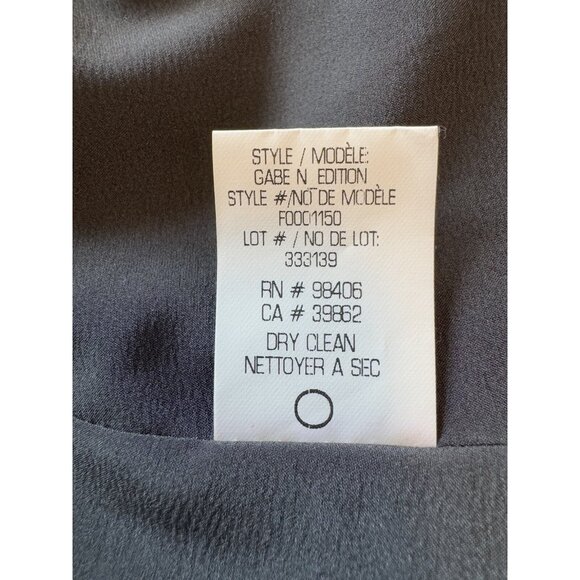 STYLE / MODÈLE:
GABE N_EDITION
STYLE #/NO DE MODÈLE
F0001150
LOT # / NO DE LOT:
333139
RN # 98406
CA # 39862
DRY CLEAN
NETTOYER A SEC